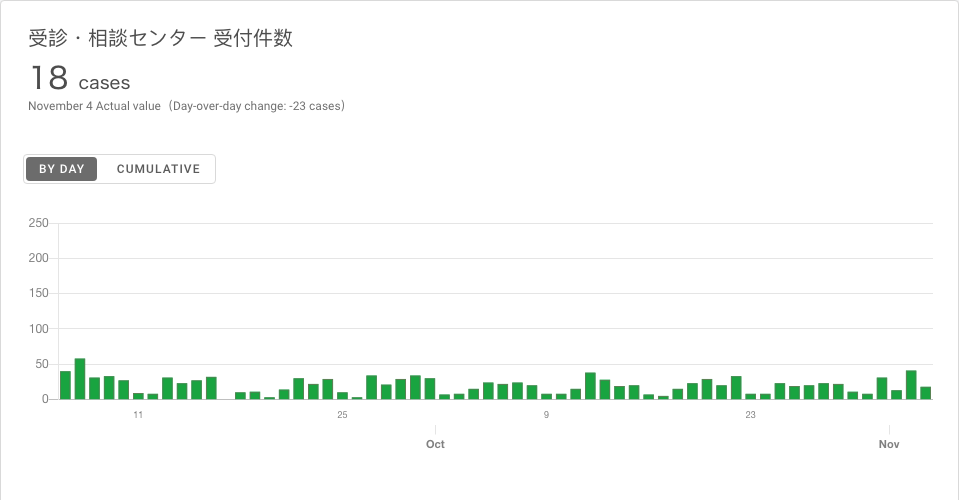 受診・相談センター 受付件数
18 cases
November 4 Actual value（Day-over-day change: -23 cases）
BY DAY CUMULATIVE
250
200
150
100
50
0
11 25 9 23
Oct Nov